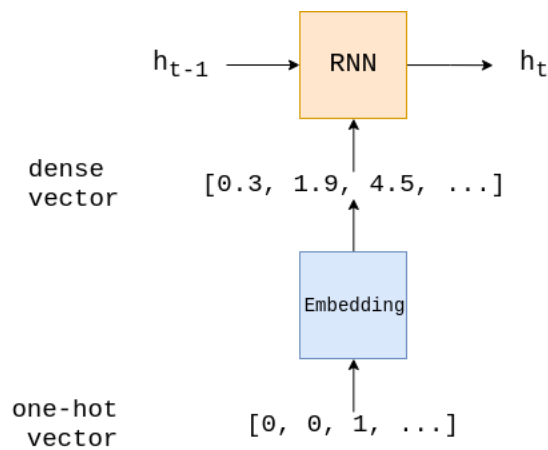 h_{t-1} RNN h_t
dense
vector
[0.3, 1.9, 4.5, ...]
Embedding
one-hot
vector
[0, 0, 1, ...]